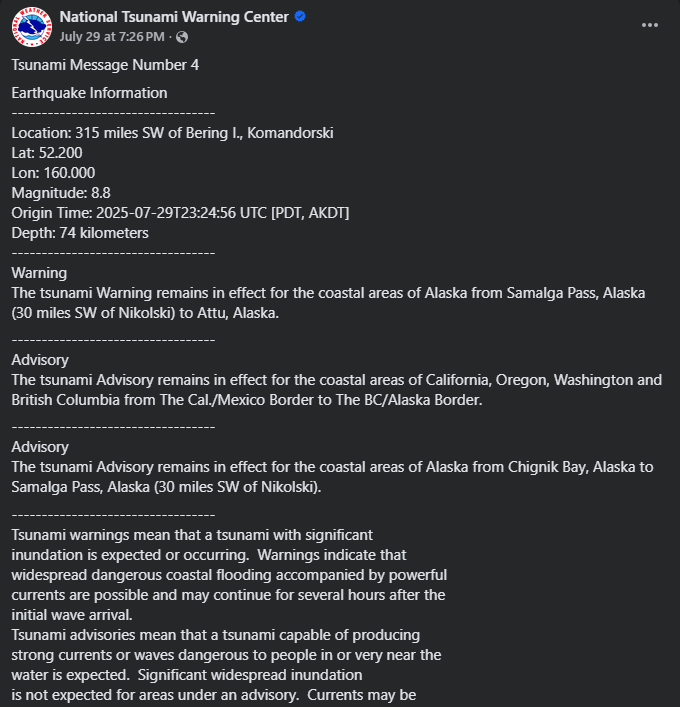 National Tsunami Warning Center
July 29 at 7:26 PM ·
Tsunami Message Number 4
Earthquake Information
----------------------------------
Location: 315 miles SW of Bering I., Komandorski
Lat: 52.200
Lon: 160.000
Magnitude: 8.8
Origin Time: 2025-07-29T23:24:56 UTC [PDT, AKDT]
Depth: 74 kilometers
----------------------------------
Warning
The tsunami Warning remains in effect for the coastal areas of Alaska from Samalga Pass, Alaska
(30 miles SW of Nikolski) to Attu, Alaska.
----------------------------------
Advisory
The tsunami Advisory remains in effect for the coastal areas of California, Oregon, Washington and
British Columbia from The Cal./Mexico Border to The BC/Alaska Border.
----------------------------------
Advisory
The tsunami Advisory remains in effect for the coastal areas of Alaska from Chignik Bay, Alaska to
Samalga Pass, Alaska (30 miles SW of Nikolski).
----------------------------------
Tsunami warnings mean that a tsunami with significant
inundation is expected or occurring.  Warnings indicate that
widespread dangerous coastal flooding accompanied by powerful
currents are possible and may continue for several hours after the
initial wave arrival.
Tsunami advisories mean that a tsunami capable of producing
strong currents or waves dangerous to people in or very near the
water is expected.  Significant widespread inundation
is not expected for areas under an advisory.  Currents may be